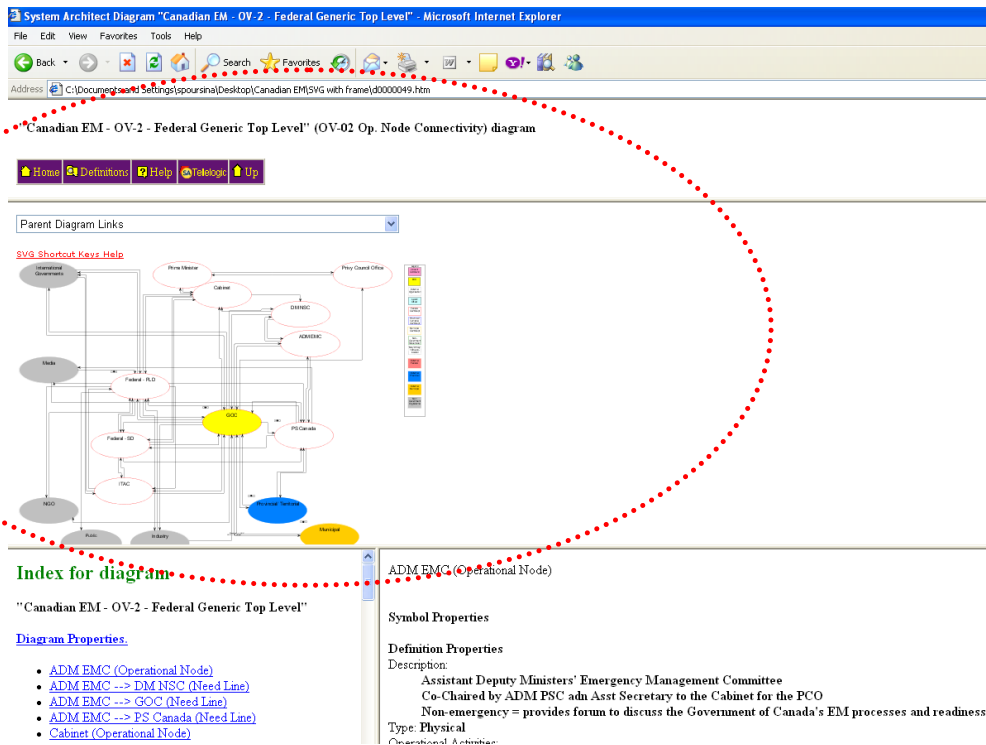 System Architect Diagram "Canadian EM - OV-2 - Federal Generic Top Level" - Microsoft Internet Explorer
File Edit View Favorites Tools Help
Back Search Favorites
Address C:\Documents and Settings\spoursina\Desktop\Canadian EM\SVG with frame\d0000049.htm
"Canadian EM - OV-2 - Federal Generic Top Level" (OV-02 Op. Node Connectivity) diagram
Home Definitions Help Telelogic Up
Parent Diagram Links
SVG Shortcut Keys Help
International Governments
Prime Minister
Privy Council Office
Cabinet
DM NSC
ADM EMC
Media
Federal - RLD
GOC
PS Canada
Federal - SD
ITAC
NGO
Provincial/Territorial
Municipal
Public
Industry
Index for diagram
"Canadian EM - OV-2 - Federal Generic Top Level"
Diagram Properties.
ADM EMC (Operational Node)
ADM EMC --> DM NSC (Need Line)
ADM EMC --> GOC (Need Line)
ADM EMC --> PS Canada (Need Line)
Cabinet (Operational Node)
ADM EMC (Operational Node)
Symbol Properties
Definition Properties
Description:
Assistant Deputy Ministers' Emergency Management Committee
Co-Chaired by ADM PSC adn Asst Secretary to the Cabinet for the PCO
Non-emergency = provides forum to discuss the Government of Canada's EM processes and readiness
Type: Physical
Operational Activities: